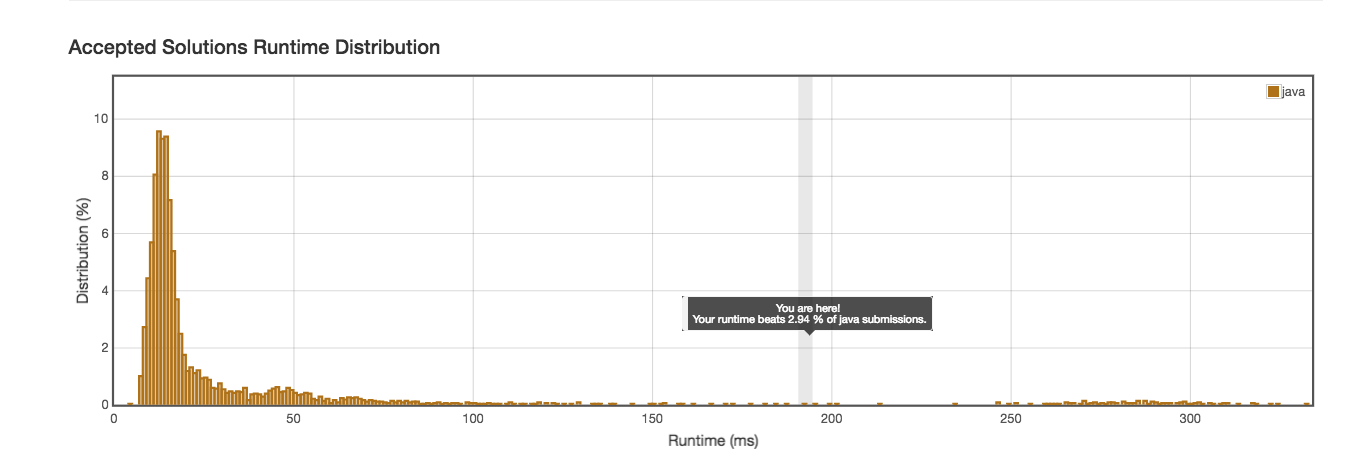 Accepted Solutions Runtime Distribution
java
10
8
6
4
2
0
Distribution (%)
You are here!
Your runtime beats 2.94 % of java submissions.
0 50 100 150 200 250 300
Runtime (ms)